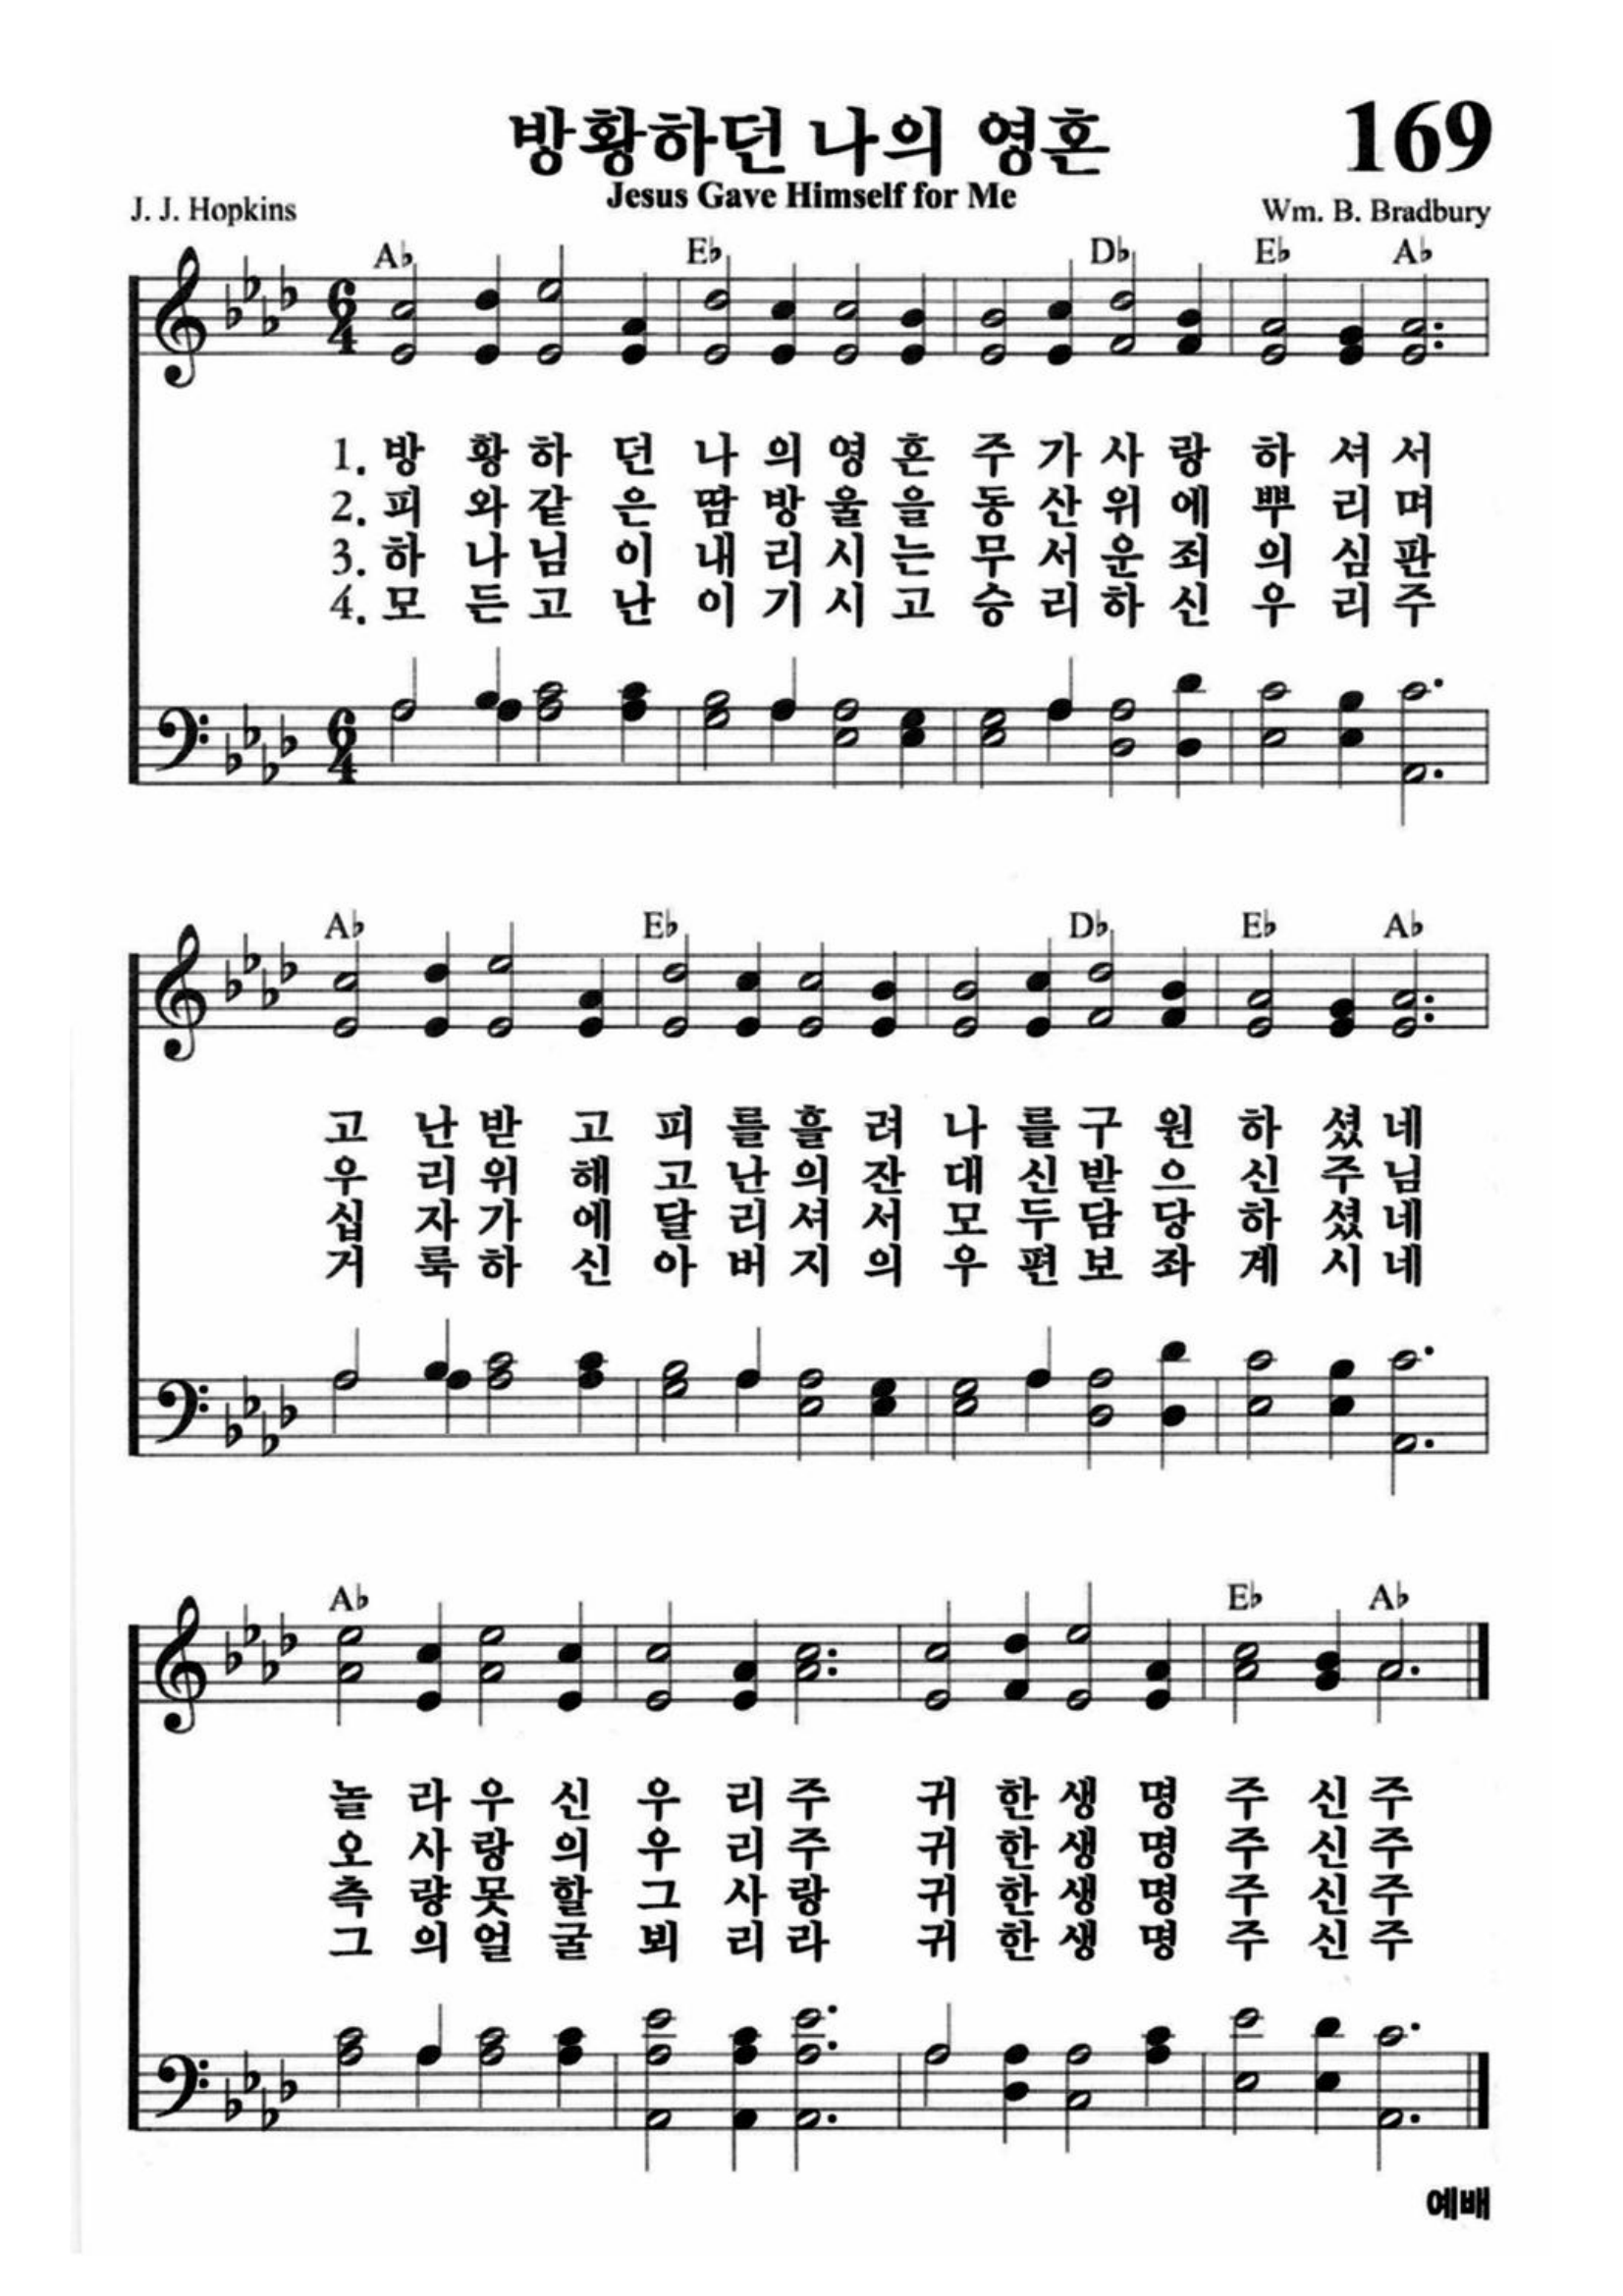 방황하던 나의 영혼
169
Jesus Gave Himself for Me
J. J. Hopkins
Wm. B. Bradbury
A♭ E♭ D♭ E♭ A♭
6 4
1. 방 황 하 던 나 의 영 혼 주 가 사 랑 하 셔 서
2. 피 와 같 은 땀 방 울 을 동 산 위 에 뿌 리 며
3. 하 나 님 이 내 리 시 는 무 서 운 죄 의 심 판
4. 모 든 고 난 이 기 시 고 승 리 하 신 우 리 주
6 4
A♭ E♭ D♭ E♭ A♭
고 난 받 고 피 를 흘 려 나 를 구 원 하 셨 네
우 리 위 해 고 난 의 잔 대 신 받 으 신 주 님
십 자 가 에 달 리 셔 서 모 두 담 당 하 셨 네
거 룩 하 신 아 버 지 의 우 편 보 좌 계 시 네
A♭ E♭ A♭
놀 라 우 신 우 리 주 귀 한 생 명 주 신 주
오 사 랑 의 우 리 주 귀 한 생 명 주 신 주
측 량 못 할 그 사 랑 귀 한 생 명 주 신 주
그 의 얼 굴 뵈 리 라 귀 한 생 명 주 신 주
예배